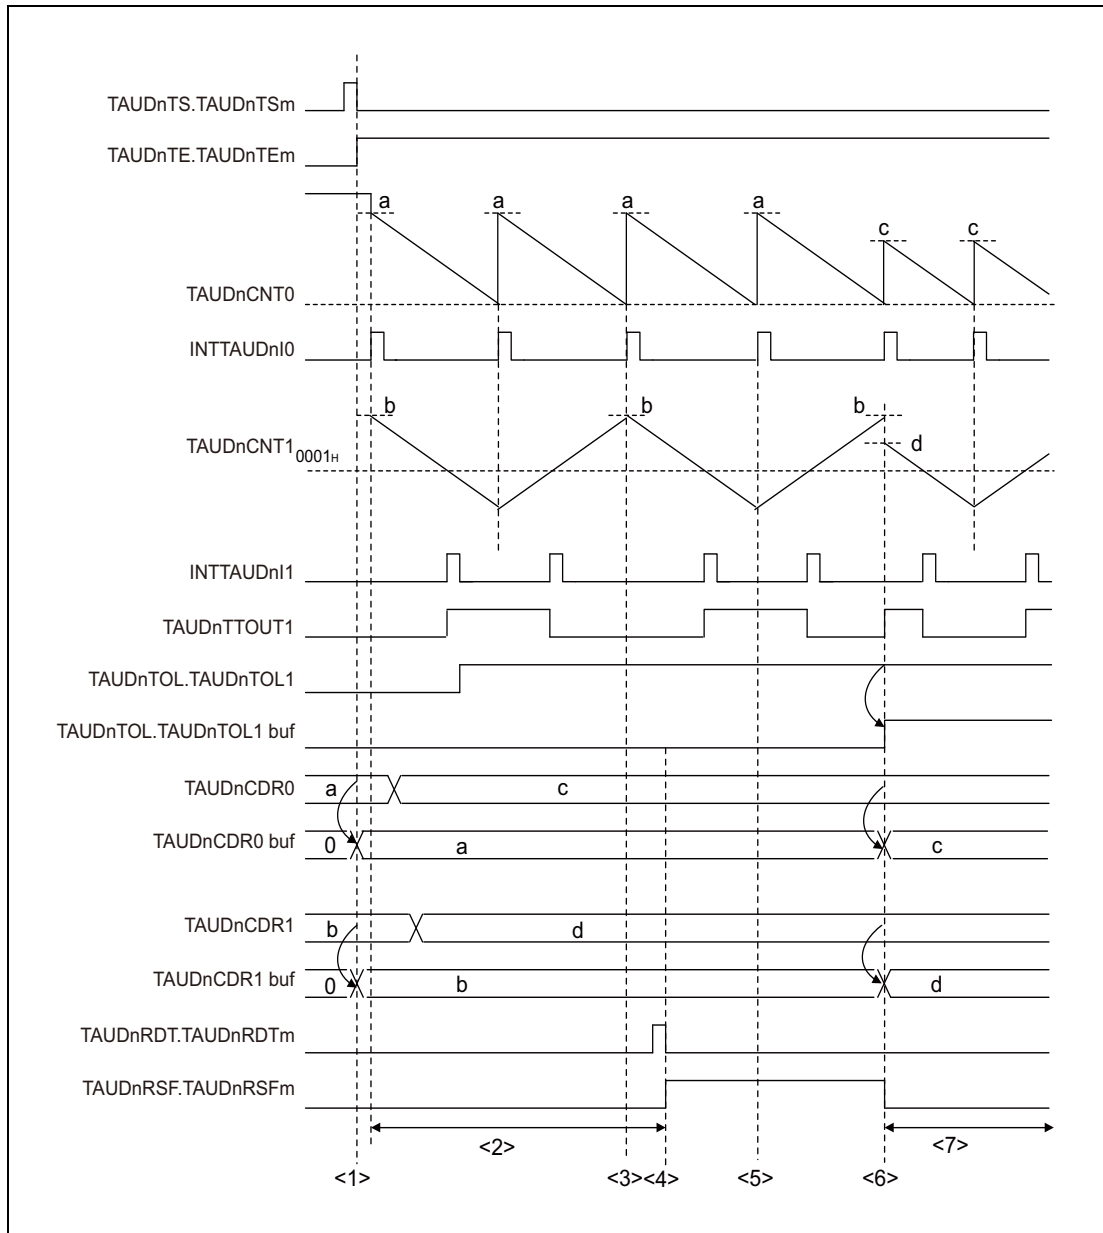 TAUDnTS.TAUDnTSm
TAUDnTE.TAUDnTEm
a a a a c c
TAUDnCNT0
INTTAUDnI0
b b b d
TAUDnCNT1 0001H
INTTAUDnI1
TAUDnTTOUT1
TAUDnTOL.TAUDnTOL1
TAUDnTOL.TAUDnTOL1 buf
TAUDnCDR0 a c
TAUDnCDR0 buf 0 a c
TAUDnCDR1 b d
TAUDnCDR1 buf 0 b d
TAUDnRDT.TAUDnRDTm
TAUDnRSF.TAUDnRSFm
<2> <7>
<1> <3><4> <5> <6>